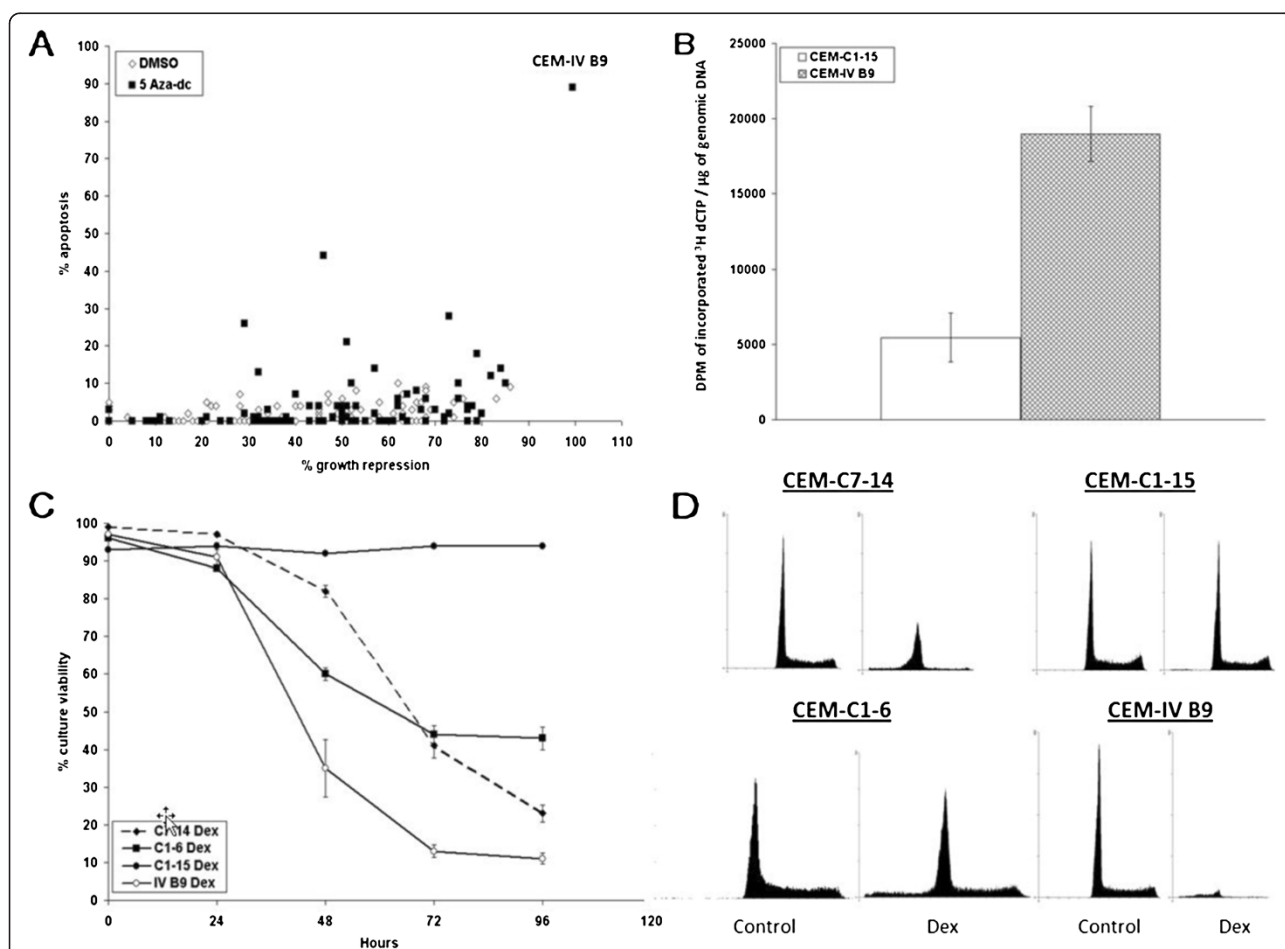 A
100
90
80
70
60
50
40
30
20
10
0
% apoptosis
DMSO
5 Aza-dc
CEM-IV B9
0 10 20 30 40 50 60 70 80 90 100 110
% growth repression
B
25000
20000
15000
10000
5000
0
DPM of incorporated ³H dCTP / µg of genomic DNA
CEM-C1-15
CEM-IV B9
C
100
90
80
70
60
50
40
30
20
10
0
% culture viability
14 Dex
C1-6 Dex
C1-15 Dex
IV B9 Dex
0 24 48 72 96 120
Hours
D
CEM-C7-14
CEM-C1-15
CEM-C1-6
CEM-IV B9
Control Dex Control Dex